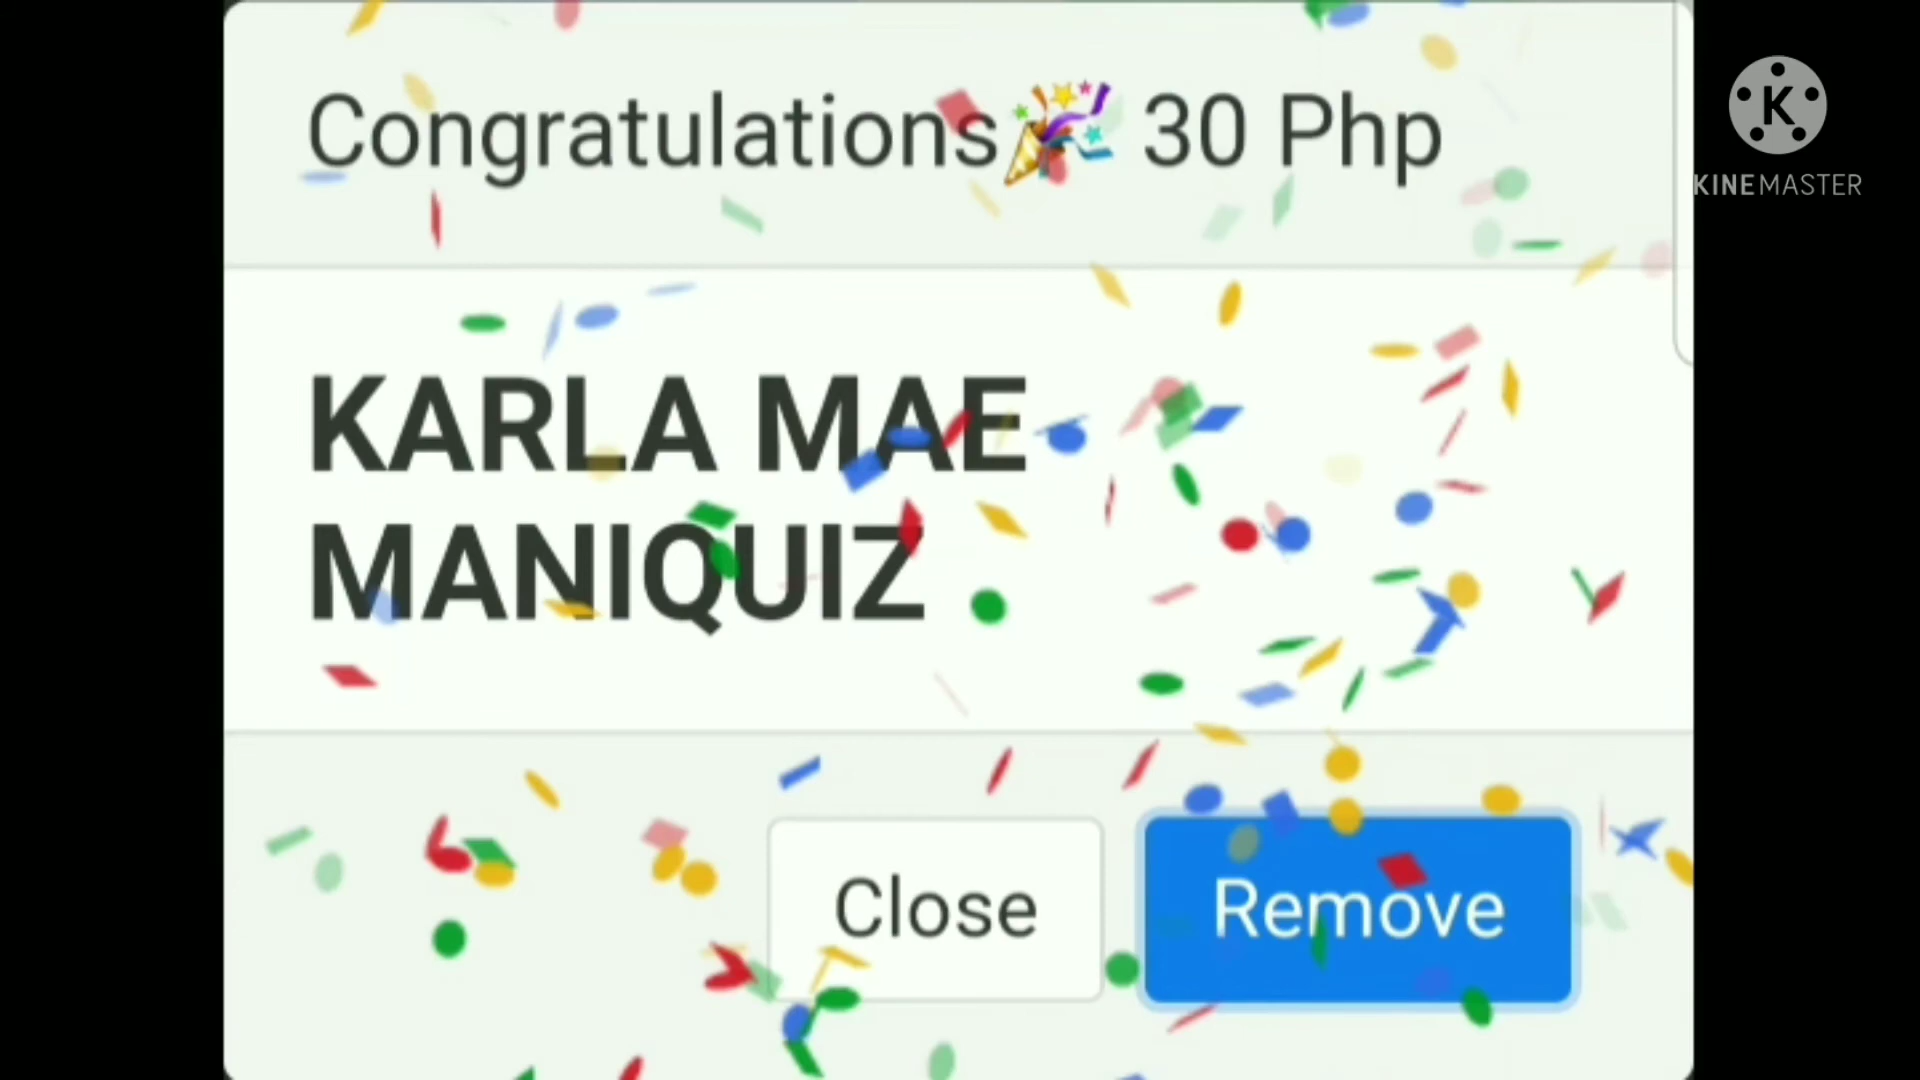 Congratulations🎉 30 Php
K
KINEMASTER
KARLA MAE
MANIQUIZ
Close
Remove